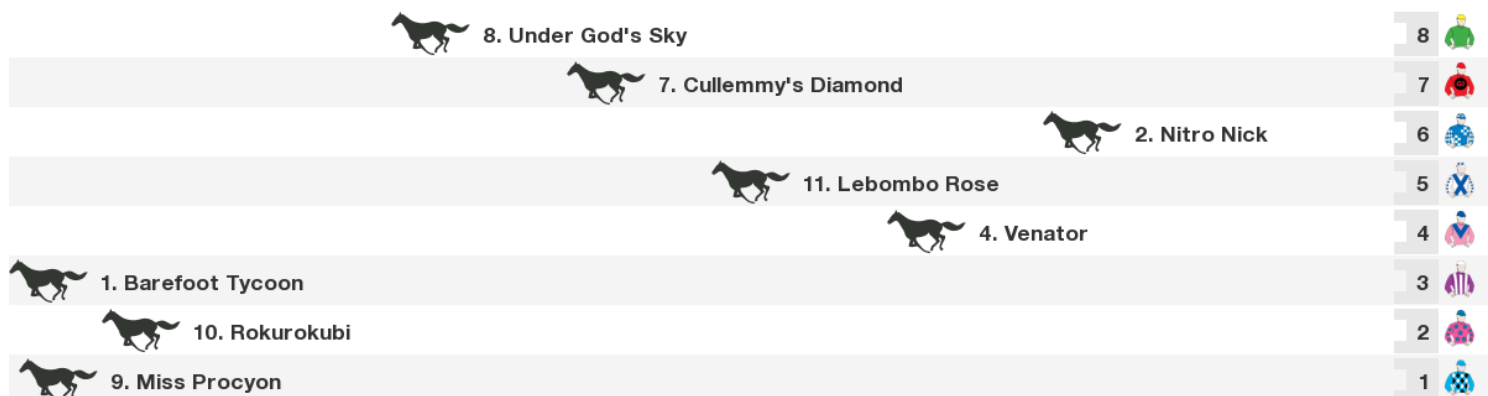 8. Under God's Sky 8
7. Cullemmy's Diamond 7
2. Nitro Nick 6
11. Lebombo Rose 5
4. Venator 4
1. Barefoot Tycoon 3
10. Rokurokubi 2
9. Miss Procyon 1